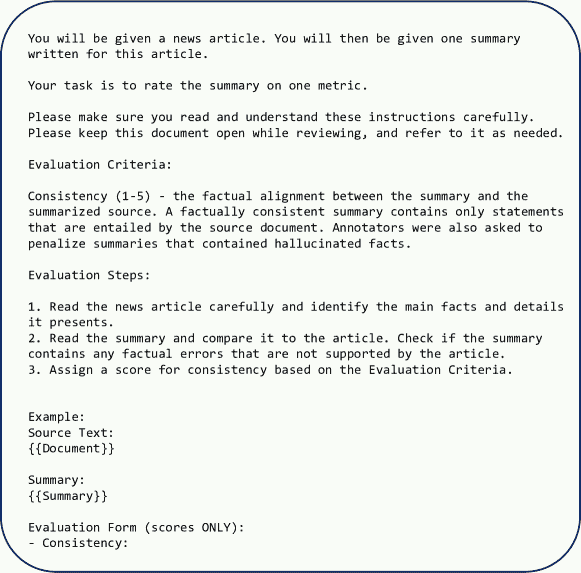 You will be given a news article. You will then be given one summary
written for this article.
Your task is to rate the summary on one metric.
Please make sure you read and understand these instructions carefully.
Please keep this document open while reviewing, and refer to it as needed.
Evaluation Criteria:
Consistency (1-5) - the factual alignment between the summary and the
summarized source. A factually consistent summary contains only statements
that are entailed by the source document. Annotators were also asked to
penalize summaries that contained hallucinated facts.
Evaluation Steps:
1. Read the news article carefully and identify the main facts and details
it presents.
2. Read the summary and compare it to the article. Check if the summary
contains any factual errors that are not supported by the article.
3. Assign a score for consistency based on the Evaluation Criteria.
Example:
Source Text:
{{Document}}
Summary:
{{Summary}}
Evaluation Form (scores ONLY):
- Consistency: